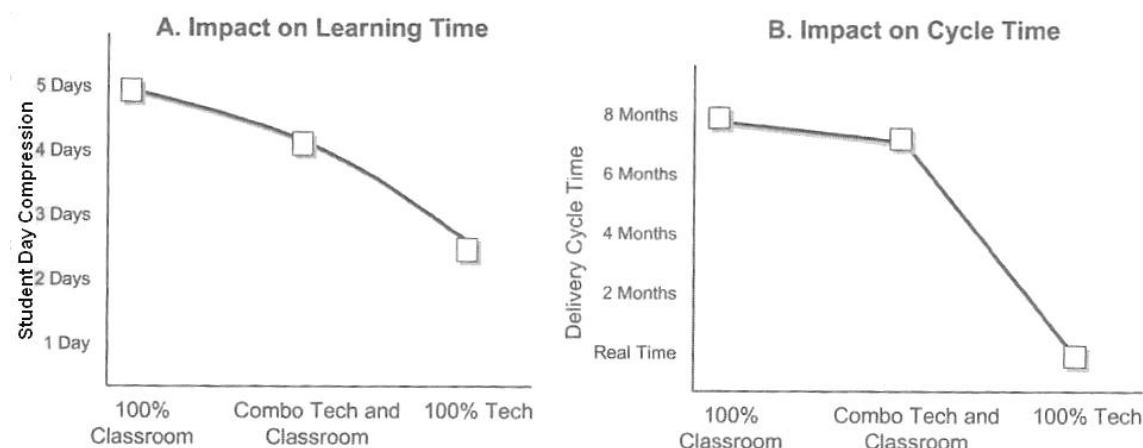 A. Impact on Learning Time
Student Day Compression
5 Days
4 Days
3 Days
2 Days
1 Day
100%
Classroom
Combo Tech and
Classroom
100% Tech
B. Impact on Cycle Time
Delivery Cycle Time
8 Months
6 Months
4 Months
2 Months
Real Time
100%
Classroom
Combo Tech and
Classroom
100% Tech